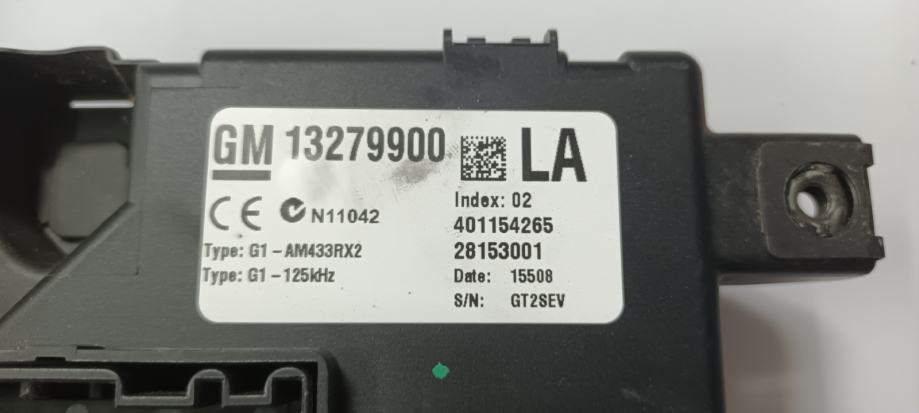 GM 13279900 LA
Index: 02
CE N11042
401154265
Type: G1-AM433RX2
28153001
Type: G1-125kHz
Date: 15508
S/N: GT2SEV